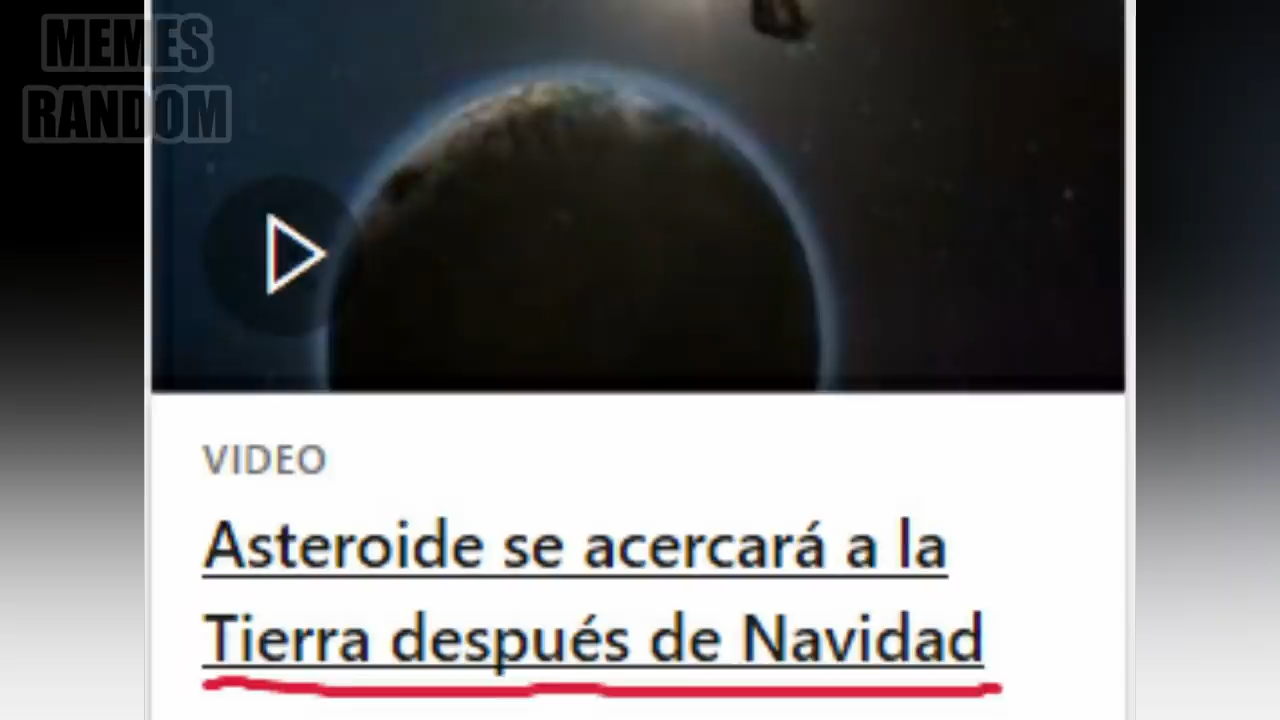 MEMES
RANDOM
VIDEO
Asteroide se acercará a la
Tierra después de Navidad